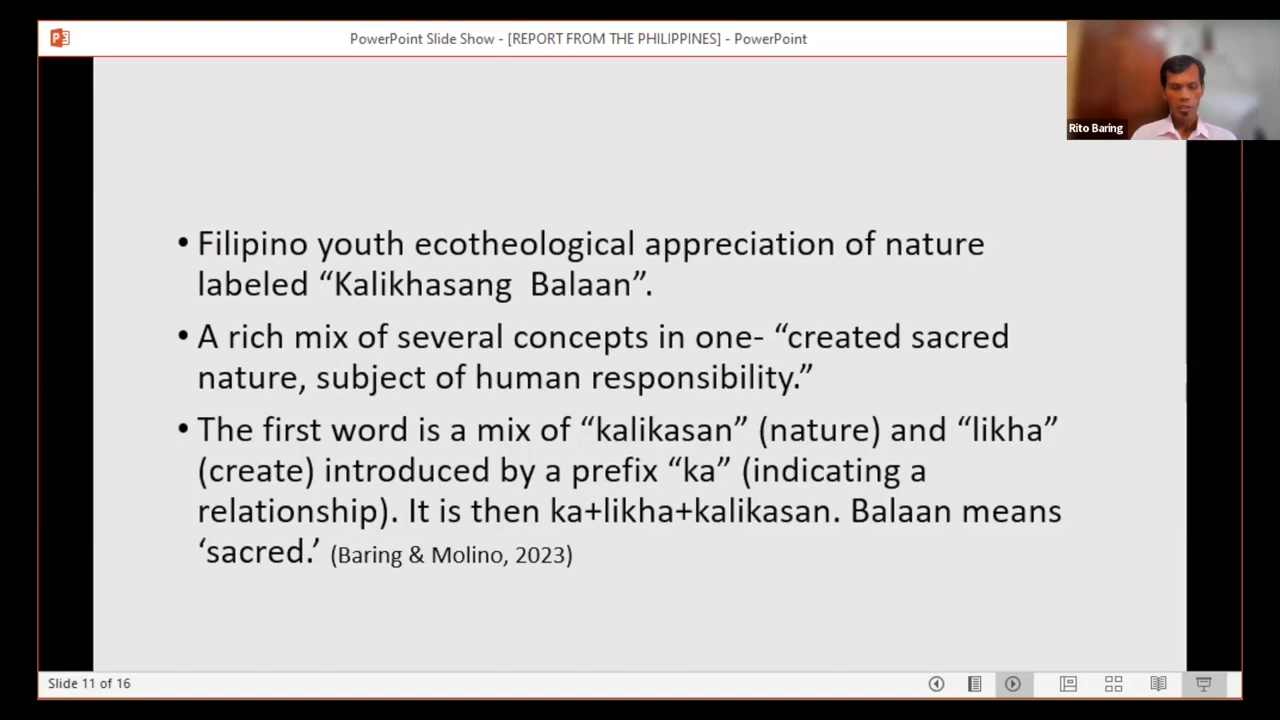 PowerPoint Slide Show - [REPORT FROM THE PHILIPPINES] - PowerPoint
Rito Baring
• Filipino youth ecotheological appreciation of nature
labeled “Kalikhasang  Balaan”.
• A rich mix of several concepts in one- “created sacred
nature, subject of human responsibility.”
• The first word is a mix of “kalikasan” (nature) and “likha”
(create) introduced by a prefix “ka” (indicating a
relationship). It is then ka+likha+kalikasan. Balaan means
‘sacred.’ (Baring & Molino, 2023)
Slide 11 of 16